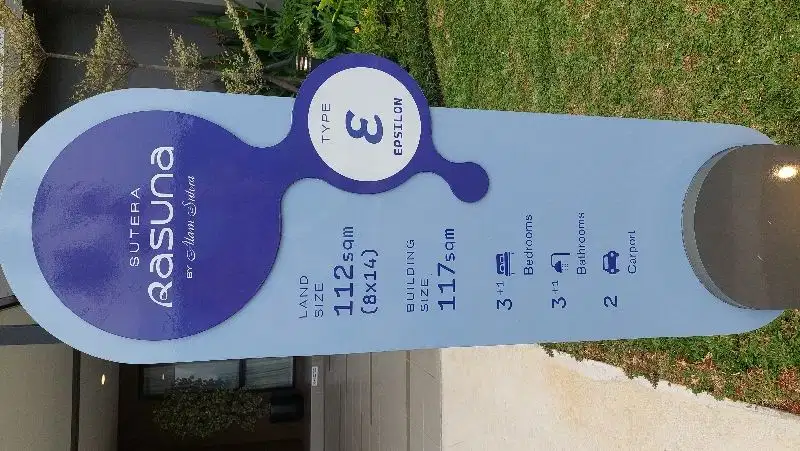 SUTERA
Rasuna
BY Alam Sutera
TYPE
ε
EPSILON
LAND
SIZE
112sqm
(8x14)
BUILDING
SIZE
117sqm
3+1 Bedrooms
3+1 Bathrooms
2 Carport